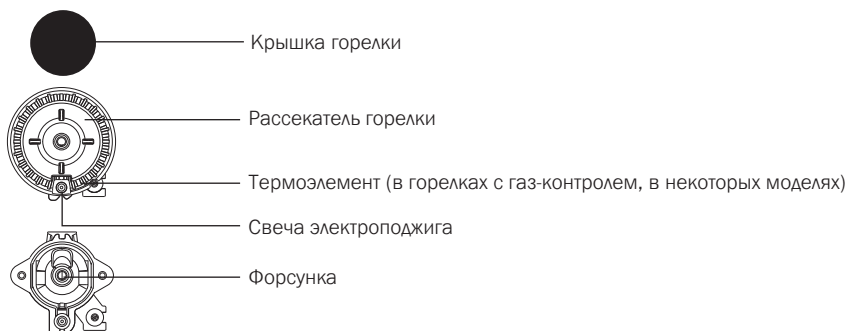 Крышка горелки
Рассекатель горелки
Термоэлемент (в горелках с газ-контролем, в некоторых моделях)
Свеча электроподжига
Форсунка